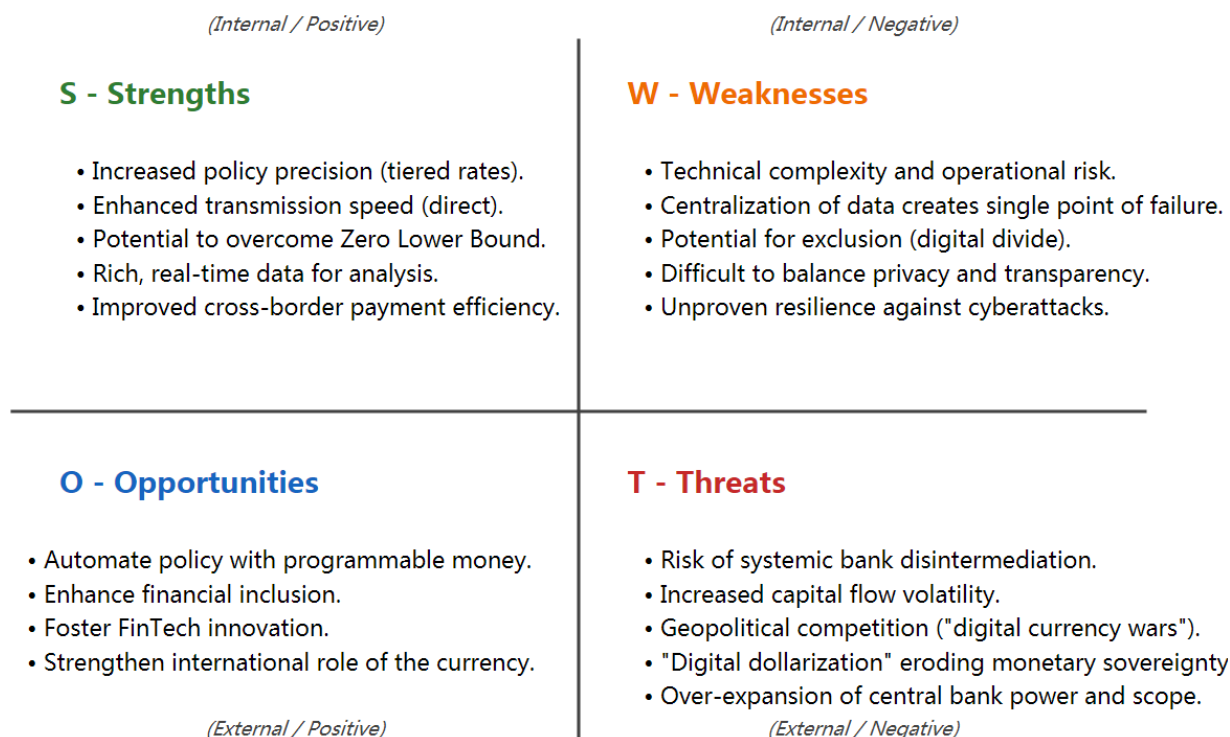 (Internal / Positive)
(Internal / Negative)
S - Strengths
• Increased policy precision (tiered rates).
• Enhanced transmission speed (direct).
• Potential to overcome Zero Lower Bound.
• Rich, real-time data for analysis.
• Improved cross-border payment efficiency.
W - Weaknesses
• Technical complexity and operational risk.
• Centralization of data creates single point of failure.
• Potential for exclusion (digital divide).
• Difficult to balance privacy and transparency.
• Unproven resilience against cyberattacks.
O - Opportunities
• Automate policy with programmable money.
• Enhance financial inclusion.
• Foster FinTech innovation.
• Strengthen international role of the currency.
T - Threats
• Risk of systemic bank disintermediation.
• Increased capital flow volatility.
• Geopolitical competition ("digital currency wars").
• "Digital dollarization" eroding monetary sovereignty
• Over-expansion of central bank power and scope.
(External / Positive)
(External / Negative)